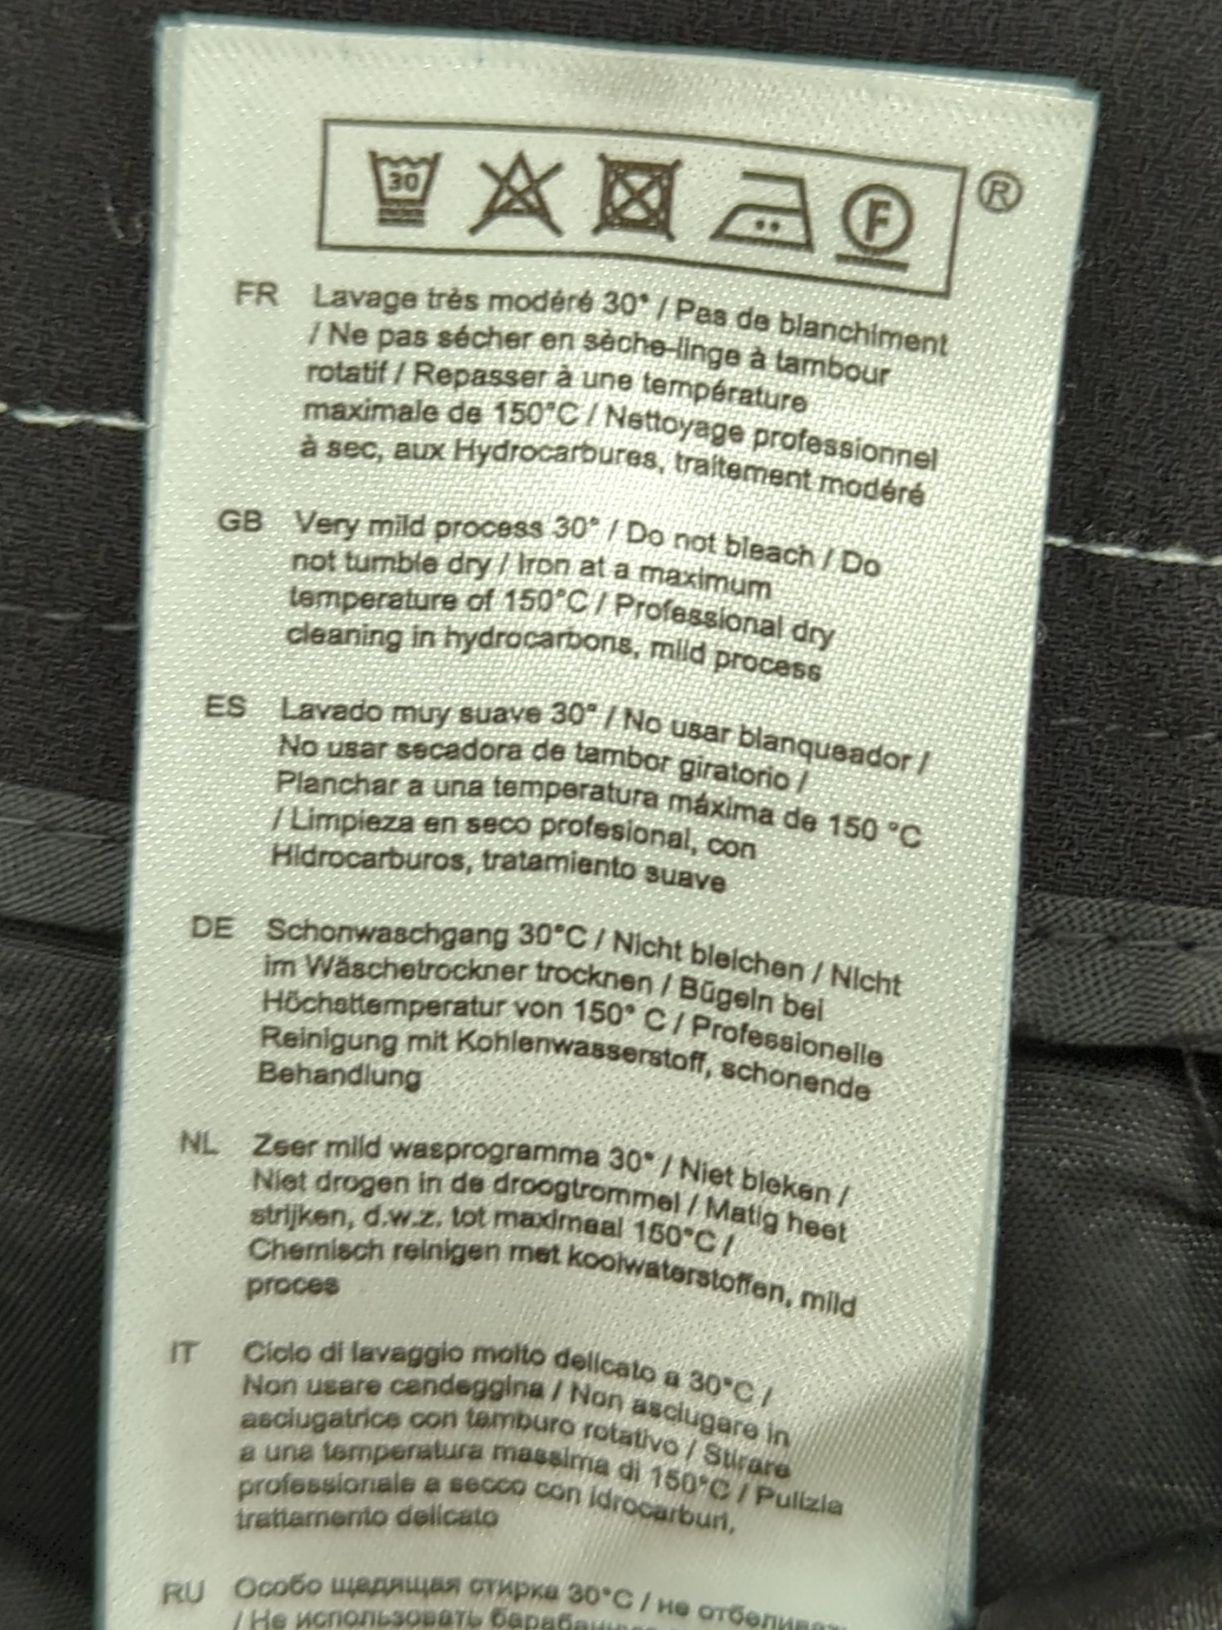 30
F
®
FR Lavage très modéré 30° / Pas de blanchiment
/ Ne pas sécher en sèche-linge à tambour
rotatif / Repasser à une température
maximale de 150°C / Nettoyage professionnel
à sec, aux Hydrocarbures, traitement modéré
GB Very mild process 30° / Do not bleach / Do
not tumble dry / Iron at a maximum
temperature of 150°C / Professional dry
cleaning in hydrocarbons, mild process
ES Lavado muy suave 30° / No usar blanqueador /
No usar secadora de tambor giratorio /
Planchar a una temperatura máxima de 150 °C
/ Limpieza en seco profesional, con
Hidrocarburos, tratamiento suave
DE Schonwaschgang 30°C / Nicht bleichen / Nicht
im Wäschetrockner trocknen / Bügeln bei
Höchsttemperatur von 150° C / Professionelle
Reinigung mit Kohlenwasserstoff, schonende
Behandlung
NL Zeer mild wasprogramma 30° / Niet bleken /
Niet drogen in de droogtrommel / Matig heet
strijken, d.w.z. tot maximaal 150°C /
Chemisch reinigen met koolwaterstoffen, mild
proces
IT Ciclo di lavaggio molto delicato a 30°C /
Non usare candeggina / Non asciugare in
asciugatrice con tamburo rotativo / Stirare
a una temperatura massima di 150°C / Pulizia
professionale a secco con idrocarburi,
trattamento delicato
RU Особо щадящая стирка 30°C / не
/ Не использовать